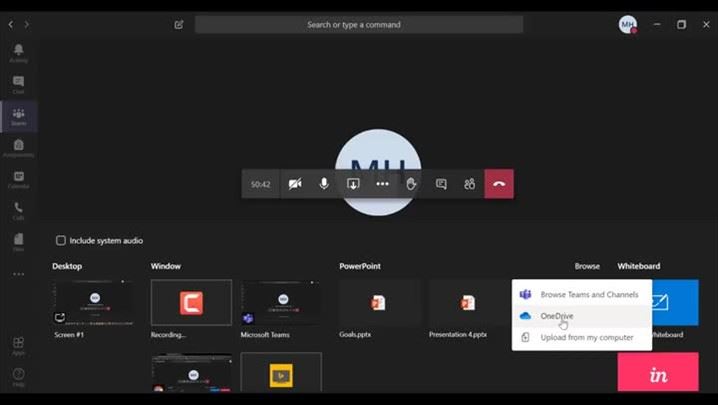 Search or type a command
MH
Activity
Chat
Teams
Assignments
Calendar
Calls
Files
Apps
Help
MH
50:42
Include system audio
Desktop
Window
PowerPoint
Browse
Whiteboard
Browse Teams and Channels
OneDrive
Upload from my computer
Screen #1
Recording...
Microsoft Teams
Goals.pptx
Presentation 4.pptx
Whiteboard
in